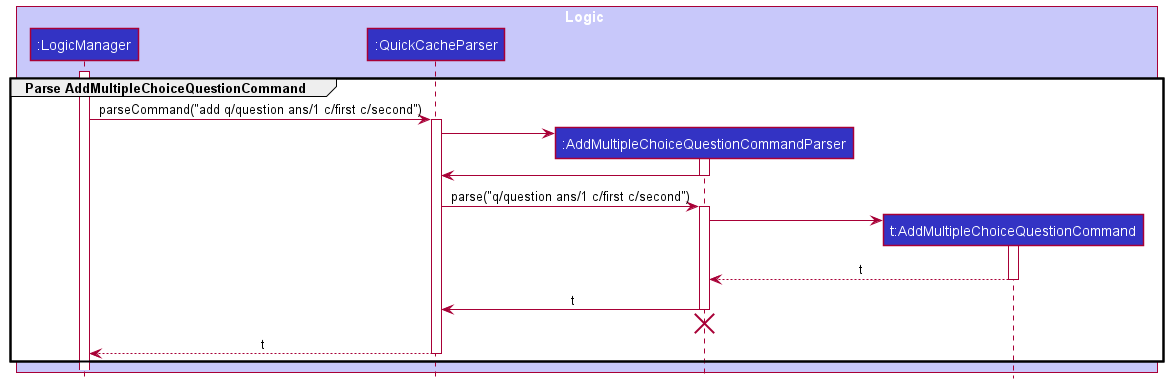 Logic
:LogicManager
:QuickCacheParser
Parse AddMultipleChoiceQuestionCommand
parseCommand("add q/question ans/1 c/first c/second")
:AddMultipleChoiceQuestionCommandParser
parse("q/question ans/1 c/first c/second")
t:AddMultipleChoiceQuestionCommand
t
t
t